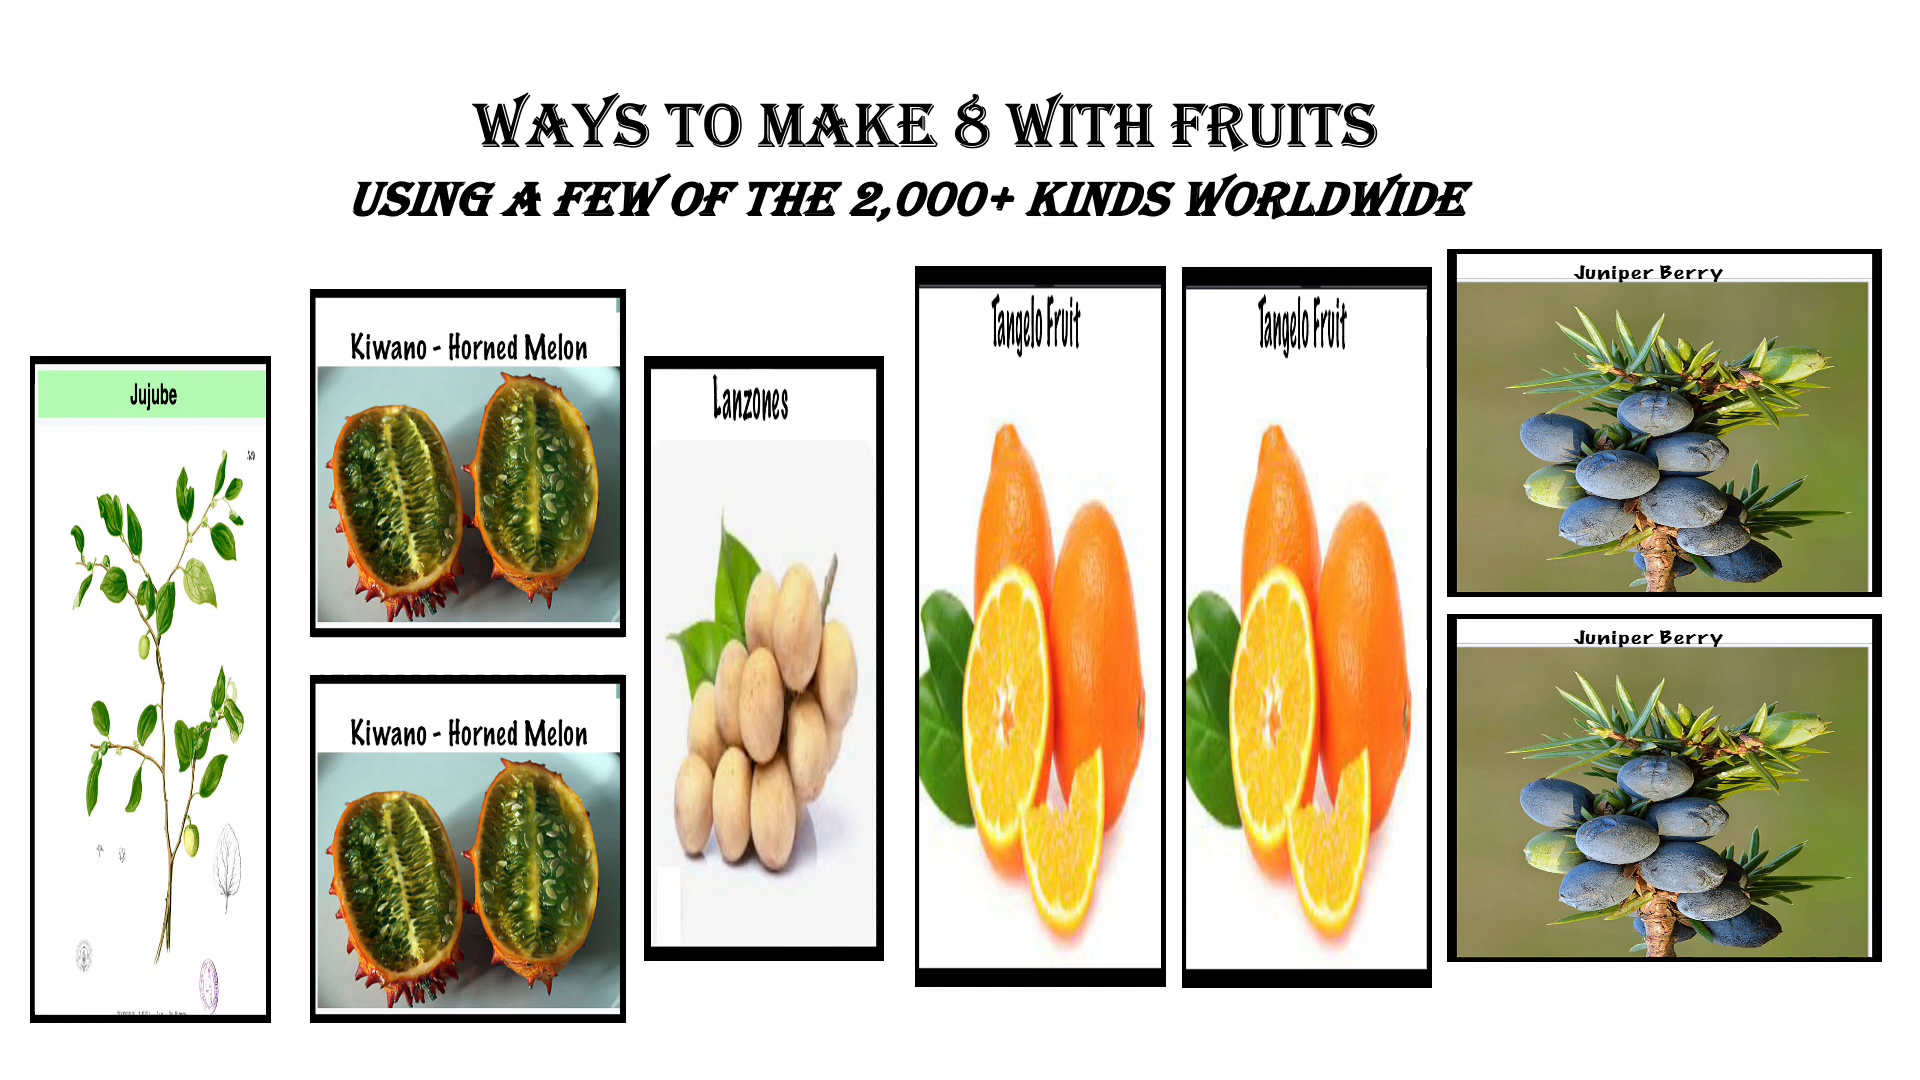 WAYS TO MAKE 8 WITH FRUITS
USING A FEW OF THE 2,000+ KINDS WORLDWIDE
Jujube
Kiwano - Horned Melon
Kiwano - Horned Melon
Lanzones
Tangelo Fruit
Tangelo Fruit
Juniper Berry
Juniper Berry